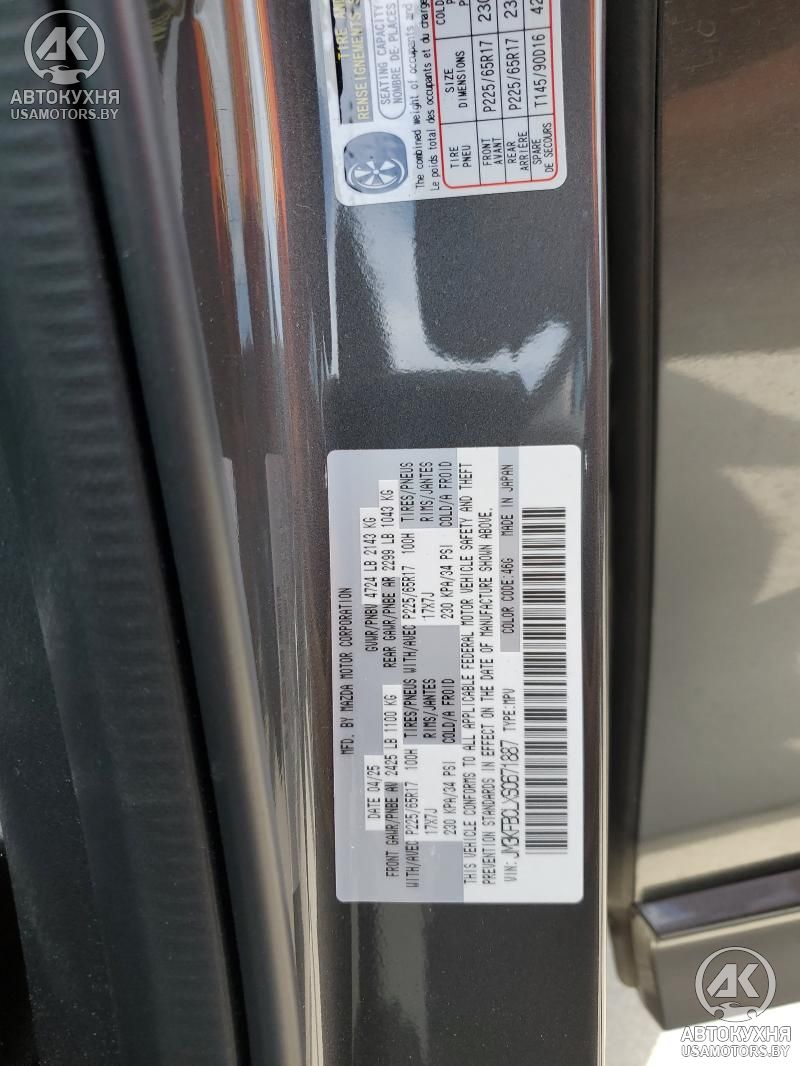 АВТОКУХНЯ
USAMOTORS.BY
TIRE AND
RENSEIGNEMENTS S
SEATING CAPACITY
NOMBRE DE PLACES
The combined weight of occupants and
Le poids total des occupants et du charge
TIRE
PNEU
SIZE
DIMENSIONS
COLD
FRONT
AVANT
P225/65R17
REAR
ARRIÈRE
P225/65R17
SPARE
DE SECOURS
T145/90D16
42
MFD. BY MAZDA MOTOR CORPORATION
DATE 04/25 GVWR/PNBV 4724 LB 2143 KG
FRONT GAWR/PNBE AV 2425 LB 1100 KG REAR GAWR/PNBE AR 2299 LB 1043 KG
WITH/AVEC P225/65R17 100H TIRES/PNEUS WITH/AVEC P225/65R17 100H TIRES/PNEUS
17X7J RIMS/JANTES 17X7J RIMS/JANTES
230 KPA/34 PSI COLD/A FROID 230 KPA/34 PSI COLD/A FROID
THIS VEHICLE CONFORMS TO ALL APPLICABLE FEDERAL MOTOR VEHICLE SAFETY AND THEFT
PREVENTION STANDARDS IN EFFECT ON THE DATE OF MANUFACTURE SHOWN ABOVE.
VIN: JM3KFBCLXS0671887 TYPE:MPV COLOR CODE:46G MADE IN JAPAN
АВТОКУХНЯ
USAMOTORS.BY